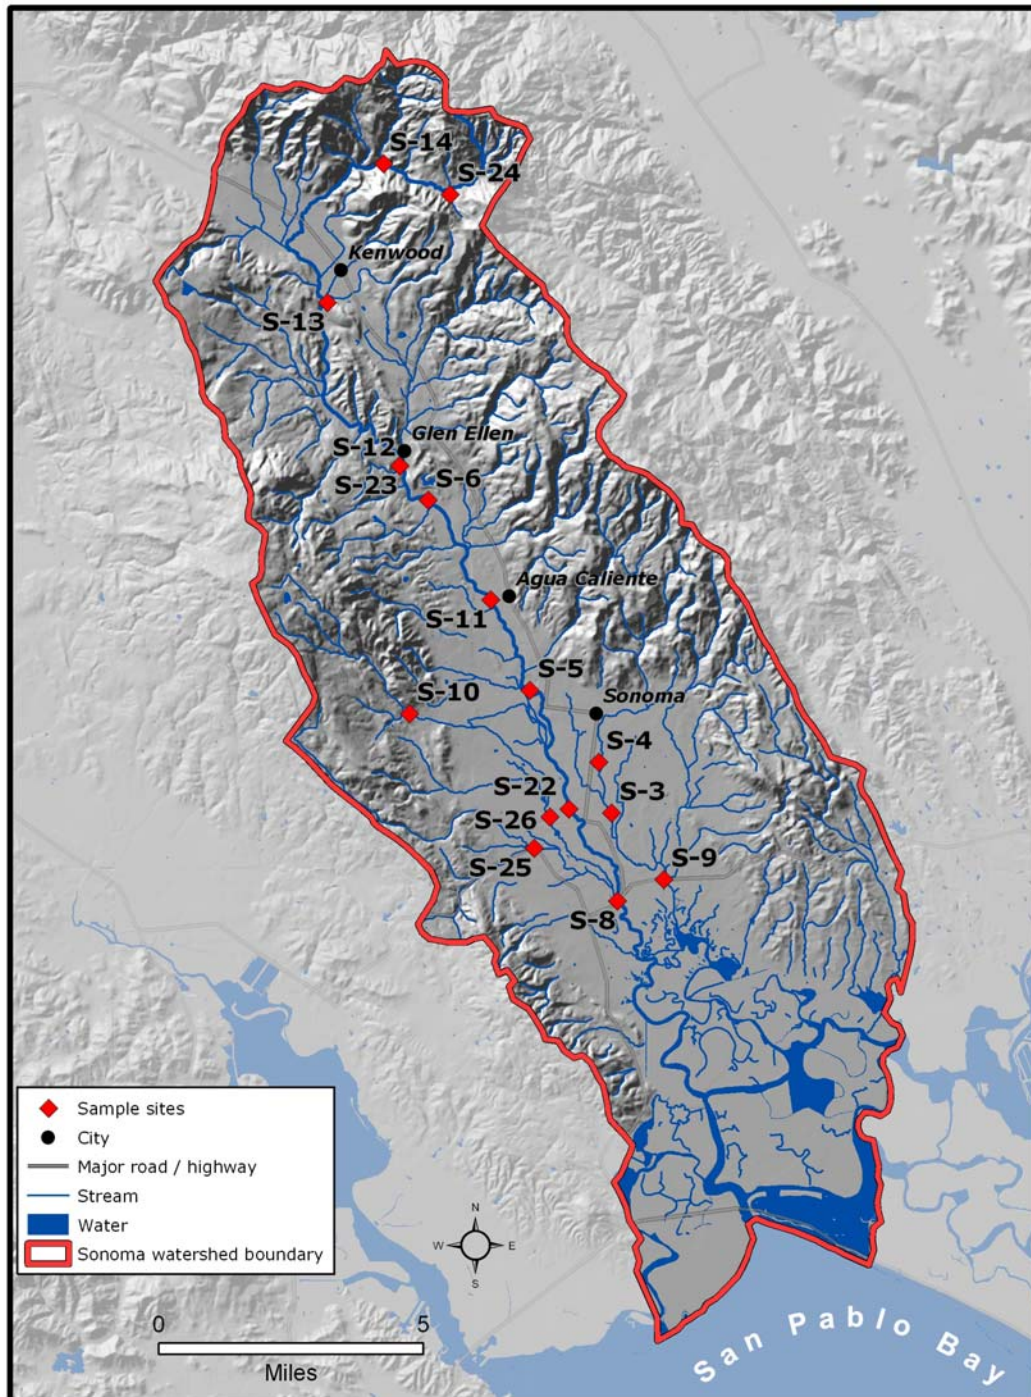 S-14
S-24
Kenwood
S-13
Glen Ellen
S-12
S-23
S-6
Agua Caliente
S-11
S-5
S-10
Sonoma
S-4
S-22
S-3
S-26
S-25
S-9
S-8
Sample sites
City
Major road / highway
Stream
Water
Sonoma watershed boundary
N
W
E
S
0
5
Miles
San Pablo Bay